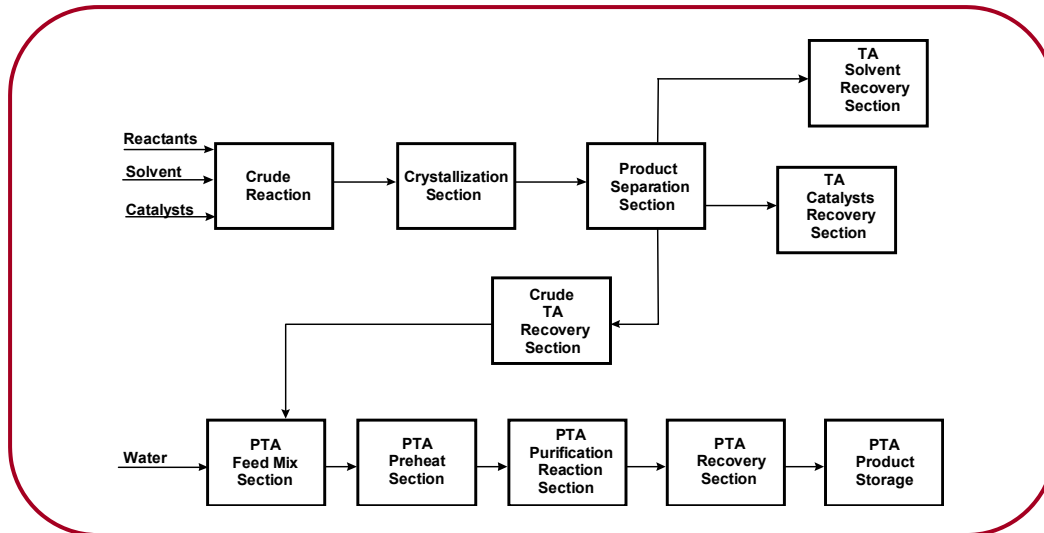 TA
Solvent
Recovery
Section
Reactants
Solvent
Catalysts
Crude
Reaction
Crystallization
Section
Product
Separation
Section
TA
Catalysts
Recovery
Section
Crude
TA
Recovery
Section
Water
PTA
Feed Mix
Section
PTA
Preheat
Section
PTA
Purification
Reaction
Section
PTA
Recovery
Section
PTA
Product
Storage